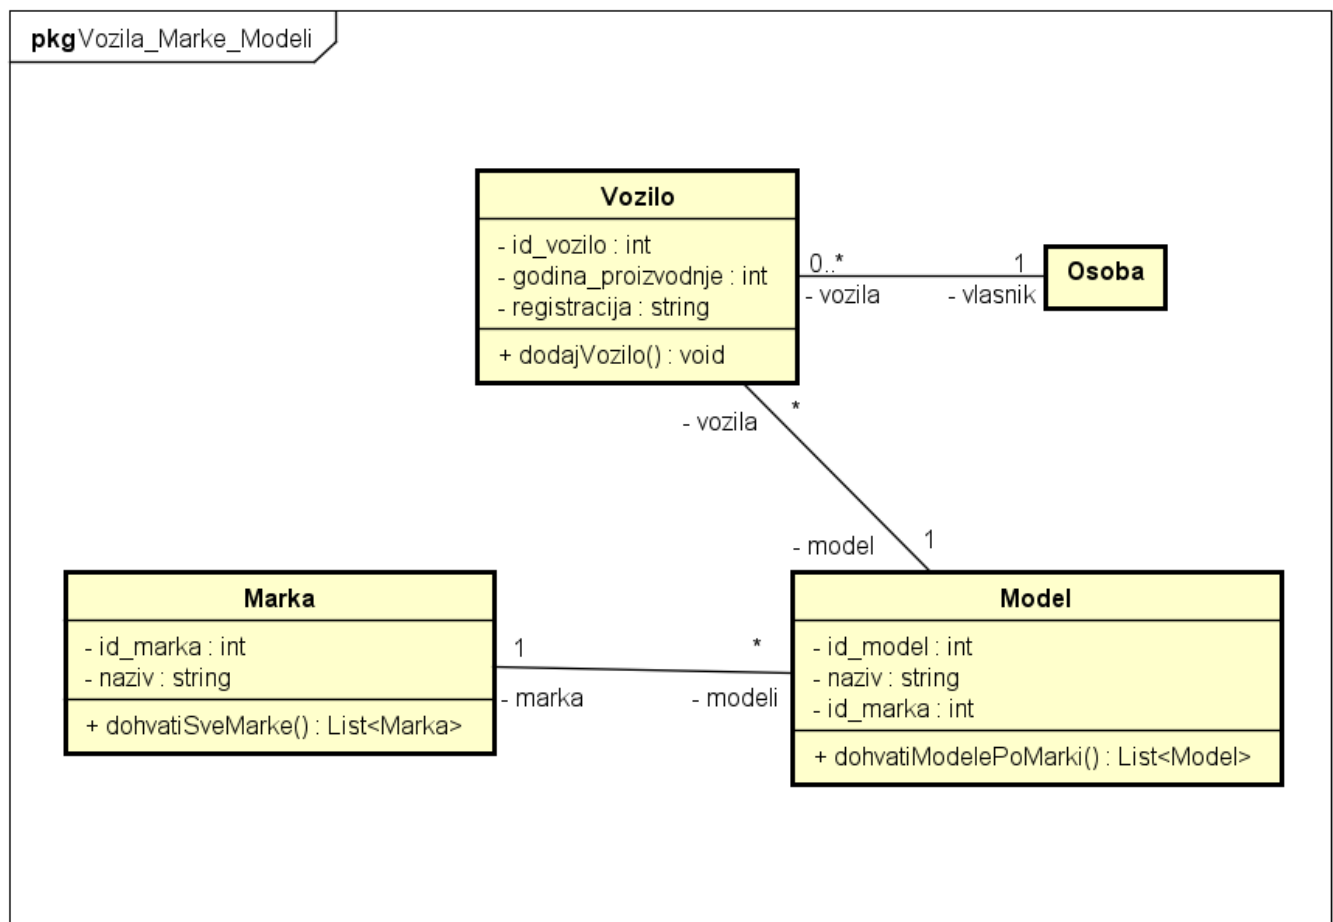 pkg Vozila_Marke_Modeli
Vozilo
- id_vozilo : int
- godina_proizvodnje : int
- registracija : string
+ dodajVozilo() : void
0..*
1
- vozila
- vlasnik
Osoba
- vozila
*
- model
1
Marka
- id_marka : int
- naziv : string
+ dohvatiSveMarke() : List<Marka>
1
*
- marka
- modeli
Model
- id_model : int
- naziv : string
- id_marka : int
+ dohvatiModelePoMarki() : List<Model>